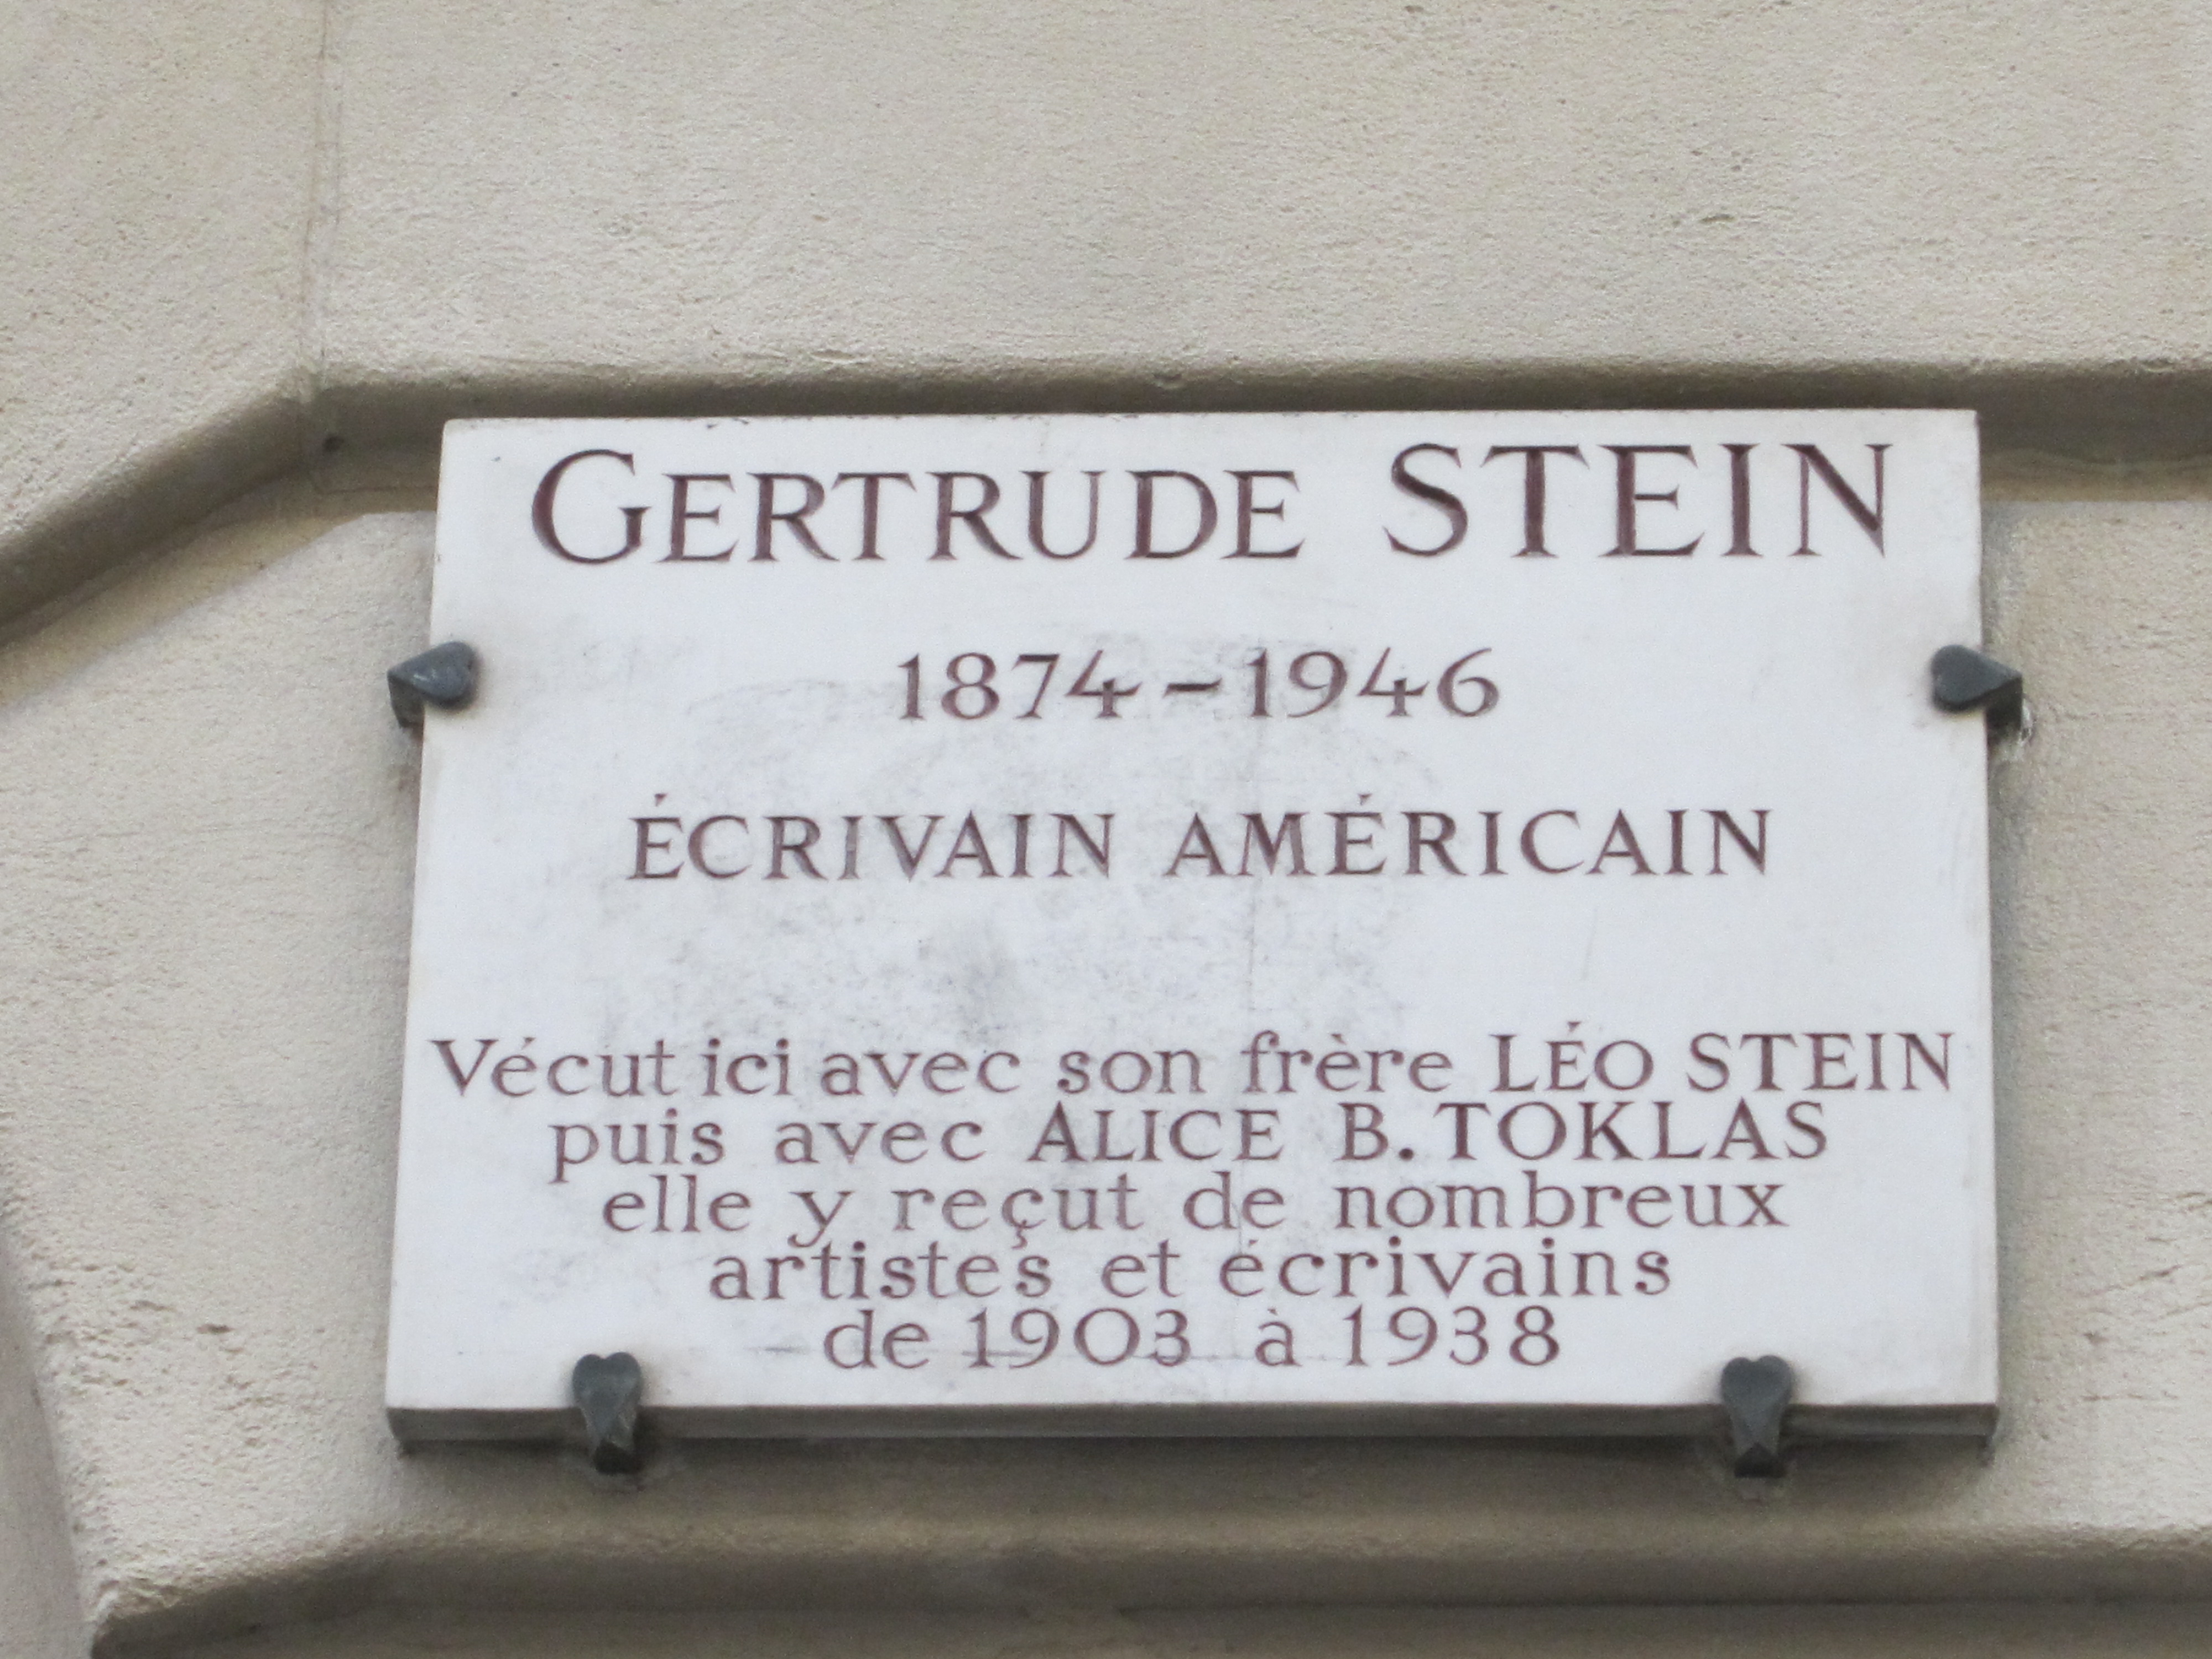 GERTRUDE STEIN
1874-1946
ÉCRIVAIN AMÉRICAIN
Vécut ici avec son frère LÉO STEIN
puis avec ALICE B. TOKLAS
elle y reçut de nombreux
artistes et écrivains
de 1903 à 1938